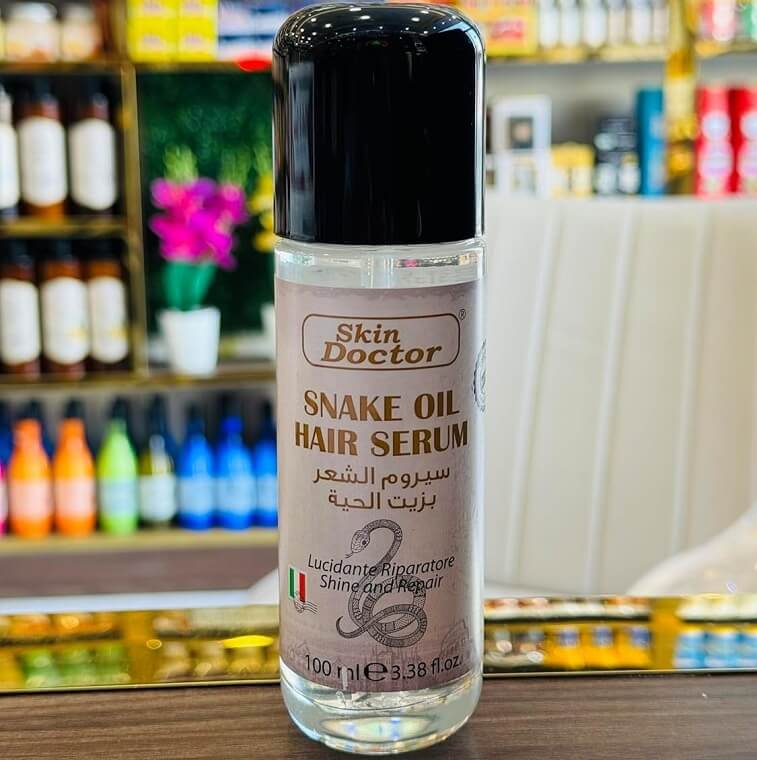 Skin
Doctor
®
SNAKE OIL
HAIR SERUM
سيروم الشعر
بزيت الحية
Lucidante Riparatore
Shine and Repair
100 ml ℮ 3.38 fl.oz.